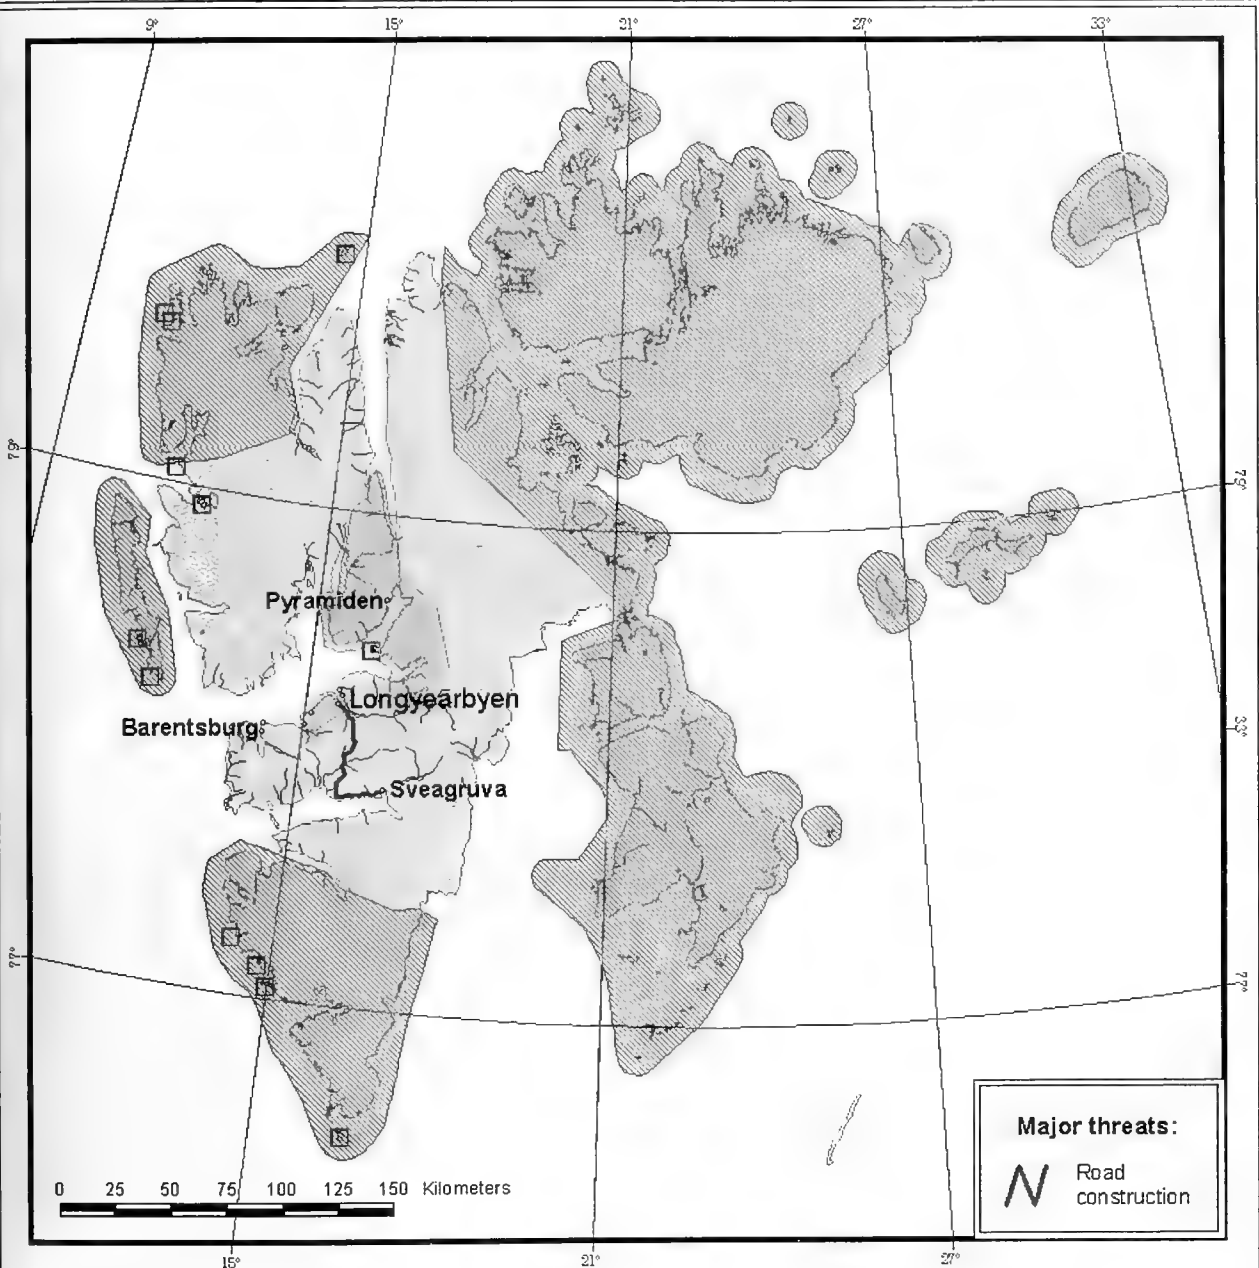 9° 15° 21° 27° 33°
79°
79°
Pyramiden
Longyearbyen
Barentsburg
33°
Sveagruva
77°
77°
Major threats:
Road
construction
0 25 50 75 100 125 150 Kilometers
15° 21° 27°